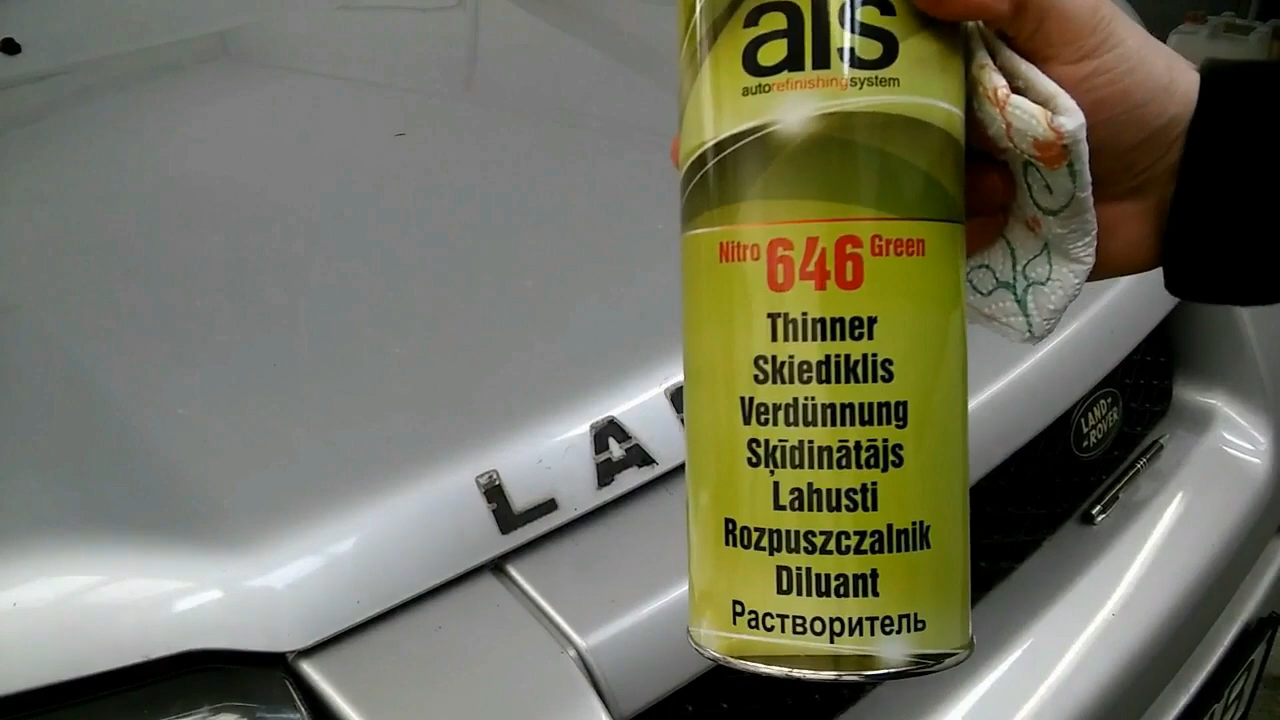 als
autorefinishingsystem
Nitro 646 Green
Thinner
Skiediklis
Verdünnung
Šķīdinātājs
Lahusti
Rozpuszczalnik
Diluant
Растворитель
LA
LAND-
-ROVER